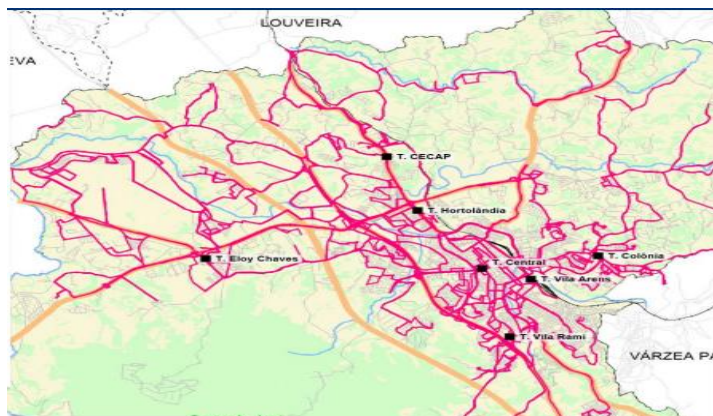 LOUVEIRA
EVA
T. CECAP
T. Hortolândia
T. Colônia
T. Eloy Chaves
T. Central
T. Vila Arens
T. Vila Rami
VÁRZEA PA